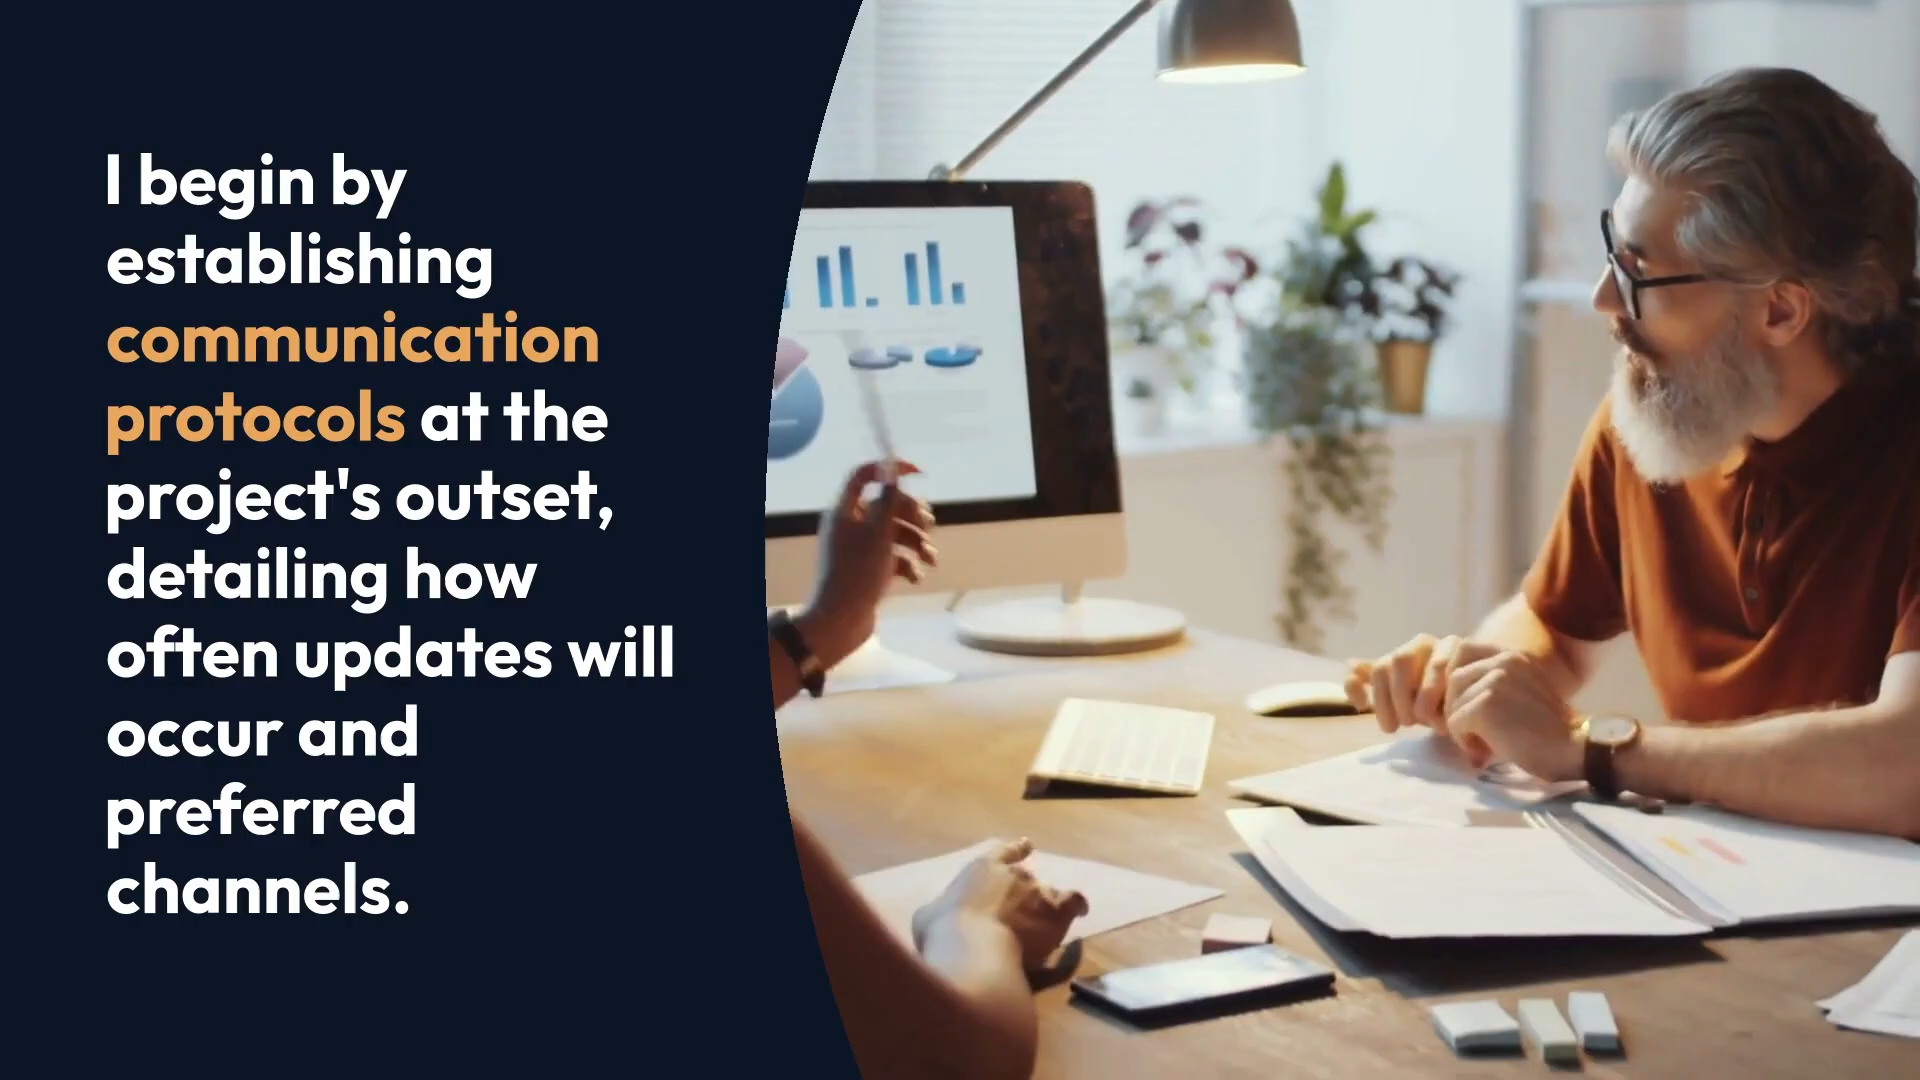 I begin by
establishing
communication
protocols at the
project's outset,
detailing how
often updates will
occur and
preferred
channels.